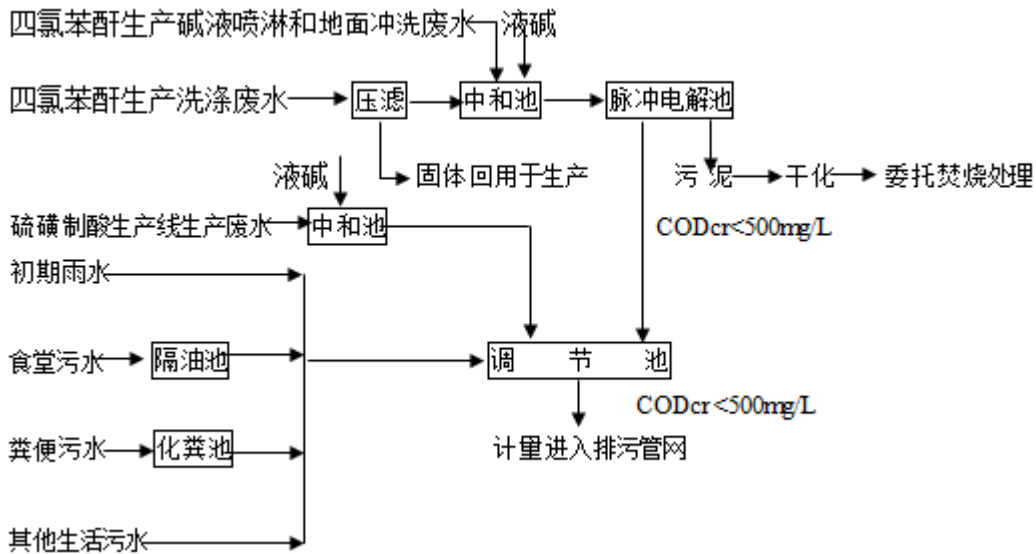 四氯苯酐生产碱液喷淋和地面冲洗废水 液碱
四氯苯酐生产洗涤废水 压滤 中和池 脉冲电解池
液碱 固体回用于生产 污 泥 干化 委托焚烧处理
硫磺制酸生产线生产废水 中和池 CODcr<500mg/L
初期雨水
食堂污水 隔油池 调 节 池
CODcr<500mg/L
粪便污水 化粪池 计量进入排污管网
其他生活污水